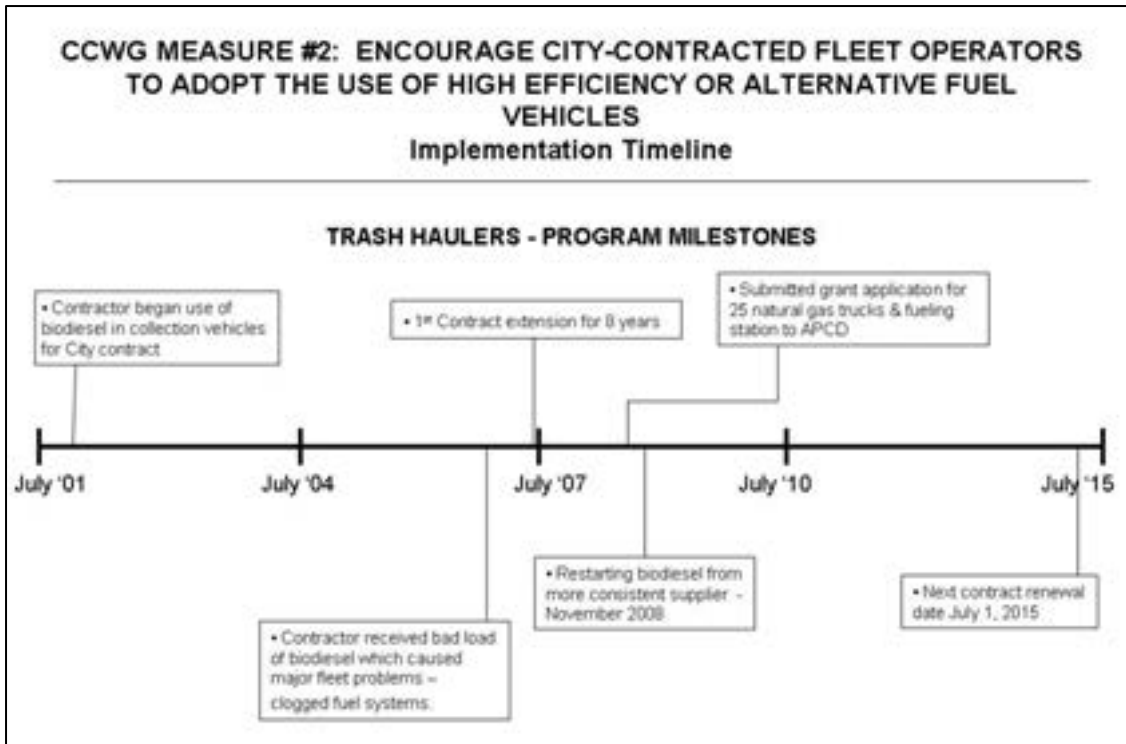 CCWG MEASURE #2: ENCOURAGE CITY-CONTRACTED FLEET OPERATORS
TO ADOPT THE USE OF HIGH EFFICIENCY OR ALTERNATIVE FUEL
VEHICLES
Implementation Timeline
TRASH HAULERS - PROGRAM MILESTONES
• Contractor began use of
biodiesel in collection vehicles
for City contract
• 1st Contract extension for 8 years
• Submitted grant application for
25 natural gas trucks & fueling
station to APCD
July '01
July '04
July '07
July '10
July '15
• Contractor received bad load
of biodiesel which caused
major fleet problems –
clogged fuel systems.
• Restarting biodiesel from
more consistent supplier -
November 2008
• Next contract renewal
date July 1, 2015